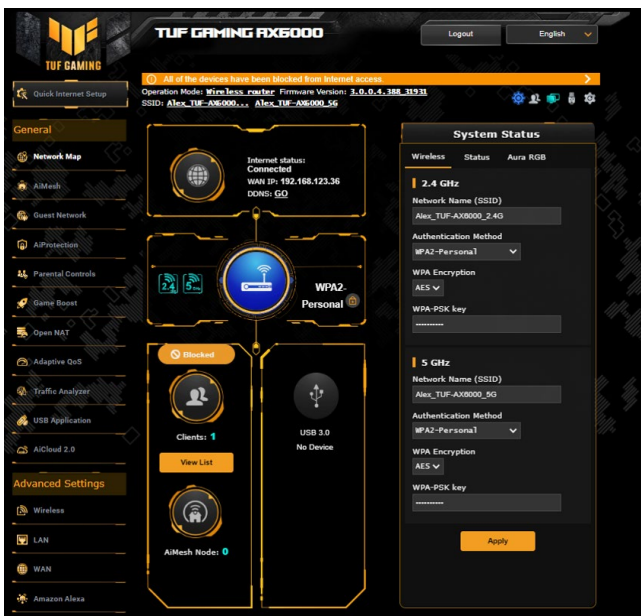 TUF GAMING
TUF GAMING AX6000
Logout
English
All of the devices have been blocked from Internet access.
Quick Internet Setup
Operation Mode: Wireless router Firmware Version: 3.0.0.4.388_31931
SSID: Alex_TUF-AX6000... Alex_TUF-AX6000_5G
General
Network Map
AiMesh
Guest Network
AiProtection
Parental Controls
Game Boost
Open NAT
Adaptive QoS
Traffic Analyzer
USB Application
AiCloud 2.0
Advanced Settings
Wireless
LAN
WAN
Amazon Alexa
Internet status:
Connected
WAN IP: 192.168.123.36
DDNS: GO
2.4
5
WPA2-
Personal
Blocked
Clients: 1
View List
AiMesh Node: 0
USB 3.0
No Device
System Status
Wireless Status Aura RGB
2.4 GHz
Network Name (SSID)
Alex_TUF-AX6000_2.4G
Authentication Method
WPA2-Personal
WPA Encryption
AES
WPA-PSK key
5 GHz
Network Name (SSID)
Alex_TUF-AX6000_5G
Authentication Method
WPA2-Personal
WPA Encryption
AES
WPA-PSK key
Apply